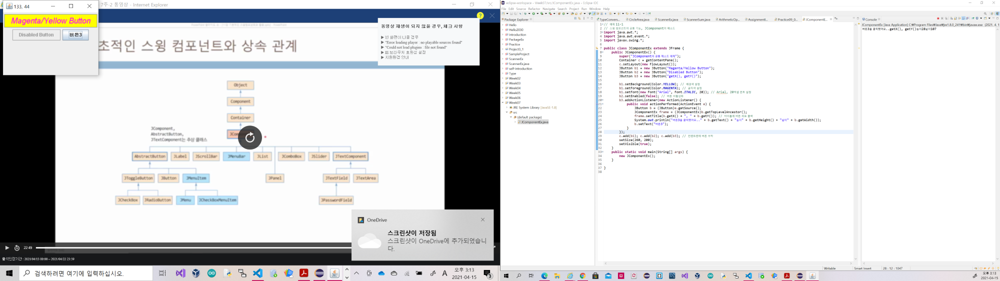 133, 44
Magenta/Yellow Button
Disabled Button
버튼3
7주-2 동영상 - Internet Explorer
초적인 스윙 컴포넌트와 상속 관계
동영상 재생이 되지 않을 경우, 체크 사항
▶ 빈 화면이 나올 경우
▶ "Error loading player : no playable sources found"
▶ "Could not load plugins : file not found"
▶ IE 브라우저 호환성 설정
▶ 지원환경 안내
Object
Component
Container
JComponent,
AbstractButton,
JTextComponent는 추상 클래스
AbstractButton
JLabel
JScrollBar
JMenuBar
JList
JComboBox
JSlider
JTextComponent
JToggleButton
JButton
JMenuItem
JPanel
JTextField
JTextArea
JCheckBox
JRadioButton
JMenu
JCheckBoxMenuItem
JPasswordField
OneDrive
스크린샷이 저장됨
스크린샷이 OneDrive에 추가되었습니
다.
22:49
출석인정기간 : 2021/04/13 00:00 ~ 2021/04/22 23:59
검색하려면 여기에 입력하십시오.
A
오후 3:13
2021-04-15
3
eclipse-workspace - Week07/src/JComponentEx.java - Eclipse IDE
File Edit Source Refactor Navigate Search Project Run Window Help
Package Explorer
Hello
Hello2030
introduction
PackageEx
Practice
Project3_1
SampleProject
ScannerEx
ScannerEx.java
self-introduction
Type
Week02
Week03
Week04
Week05
Week06
Week07
JRE System Library [JavaSE-1.8]
src
(default package)
JComponentEx.java
TypeConvers... CircleArea.java ScannerEx.java ScannerSum.java ArithmeticOp... AssignmentI... Practice09_0... JComponentE...
1 // 예제 11-1
2 // 스윙 컴포넌트의 공통 기능, JComponent의 메소드
3 import java.awt.*;
4 import java.awt.event.*;
5 import javax.swing.*;
6
7 public class JComponentEx extends JFrame {
8 public JComponentEx() {
9 super("JComponent의 공통 메소드 예제");
10 Container c = getContentPane();
11 c.setLayout(new FlowLayout());
12 JButton b1 = new JButton("Magenta/Yellow Button");
13 JButton b2 = new JButton("Disabled Button");
14 JButton b3 = new JButton("getX(), getY()");
15
16 b1.setBackground(Color.YELLOW); // 배경색 설정
17 b1.setForeground(Color.MAGENTA); // 글자색 설정
18 b1.setFont(new Font("Arial", Font.ITALIC, 20)); // Arial, 20픽셀 폰트 설정
19 b2.setEnabled(false); // 버튼 비활성화
20 b3.addActionListener(new ActionListener() {
21 public void actionPerformed(ActionEvent e) {
22 JButton b = (JButton)e.getSource();
23 JComponentEx frame = (JComponentEx)b.getTopLevelAncestor();
24 frame.setTitle(b.getX() + ", " + b.getY()); // 타이틀에 버튼 좌표 출력
25 System.out.println("버튼3을 클릭했어요.." + b.getText() + "높이" + b.getHeight() + "넓이" + b.getWidth());
26 b.setText("버튼3");
27 }
28 });
29 c.add(b1); c.add(b2); c.add(b3); // 컨텐트팬에 버튼 부착
30 setSize(260, 200);
31 setVisible(true);
32 }
33 public static void main(String[] args) {
34 new JComponentEx();
35 }
36
37 }
38
Console
JComponentEx [Java Application] C:₩Program Files₩Java₩jre1.8.0_241₩bin₩javaw.exe (2021. 4. 1
버튼3을 클릭했어요..getX(), getY()높이28넓이107
Writable
Smart Insert
28 : 12 : 1047
오후 3:13
2021-04-15